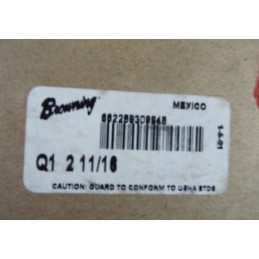 Browning
MEXICO
Q1 2 11/16
CAUTION: GUARD TO CONFORM TO OSHA STDS